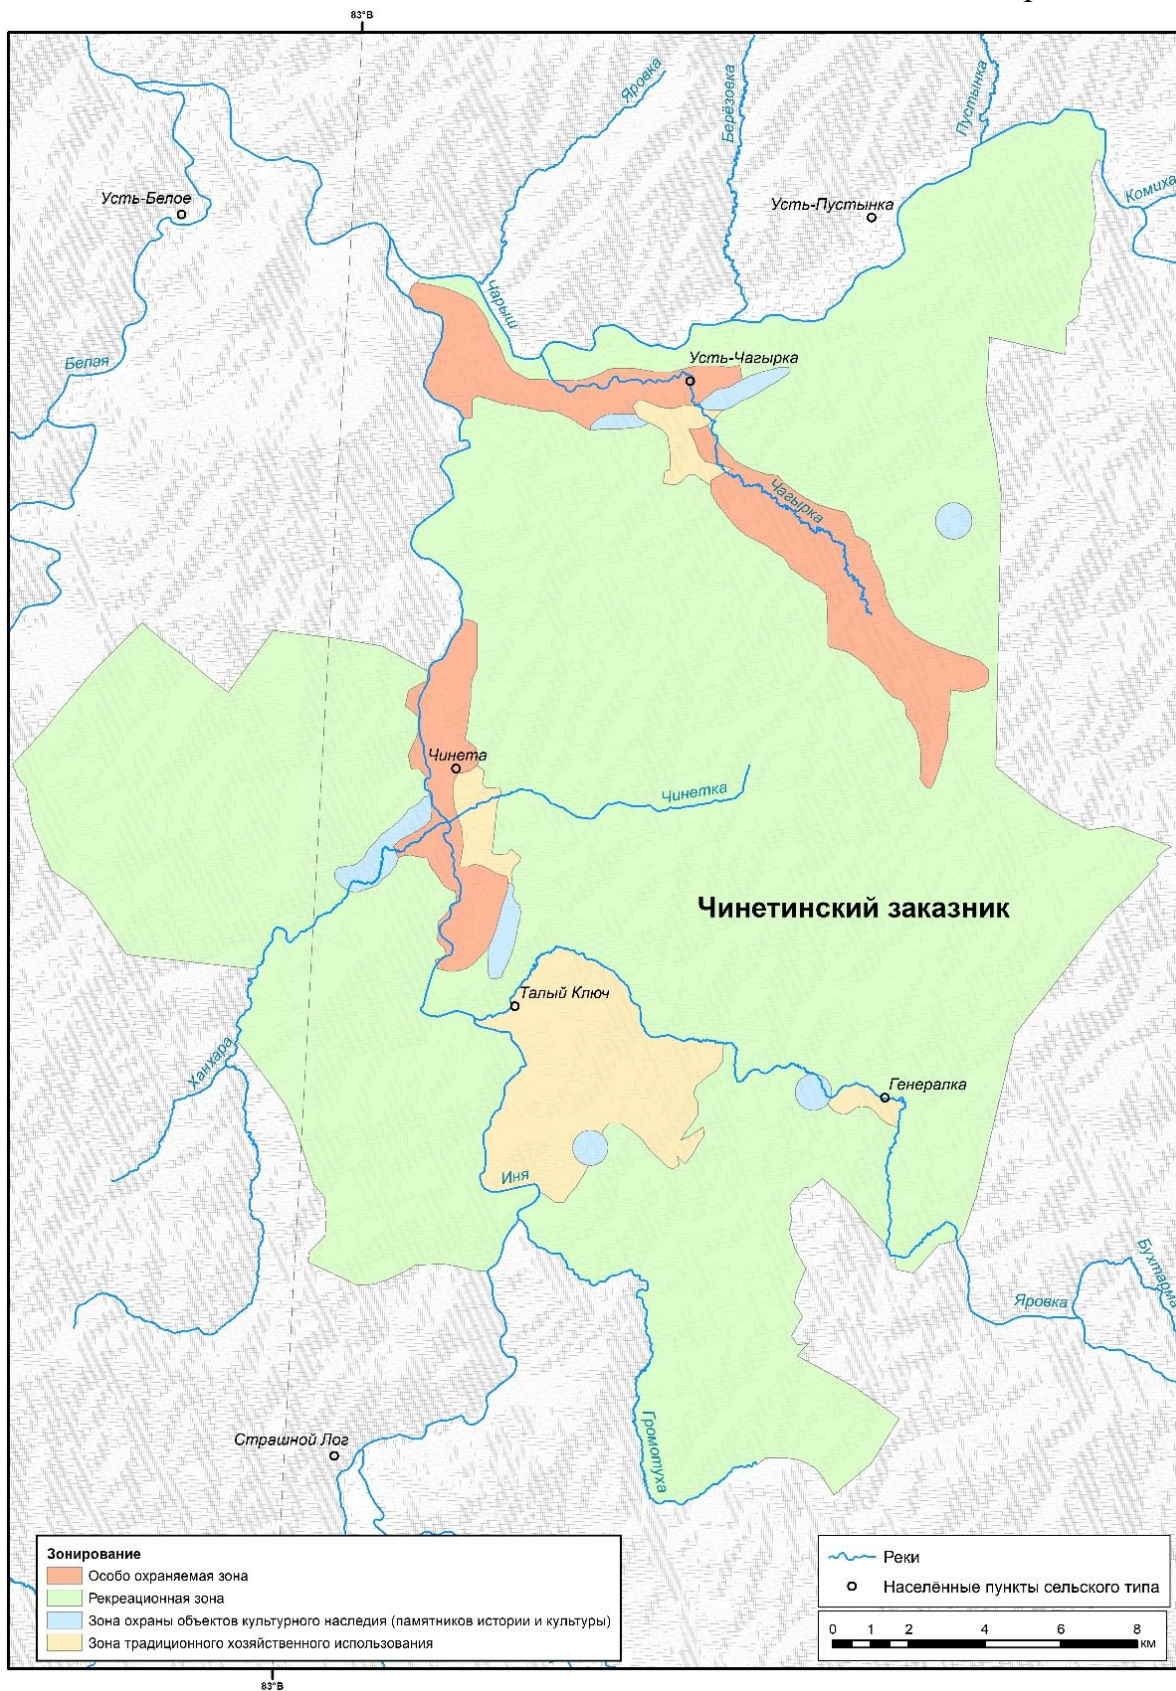 83°В
Яровка
Берёзовка
Пустынка
Комиха
Усть-Белое
Усть-Пустынка
Чарыш
Белая
Усть-Чагырка
Чагырка
Чинета
Чинетка
Чинетинский заказник
Талый Ключ
Ханхара
Генералка
Иня
Бухтарма
Яровка
Громотуха
Страшной Лог
Зонирование
Особо охраняемая зона
Рекреационная зона
Зона охраны объектов культурного наследия (памятников истории и культуры)
Зона традиционного хозяйственного использования
Реки
Населённые пункты сельского типа
0 1 2 4 6 8
км
83°В